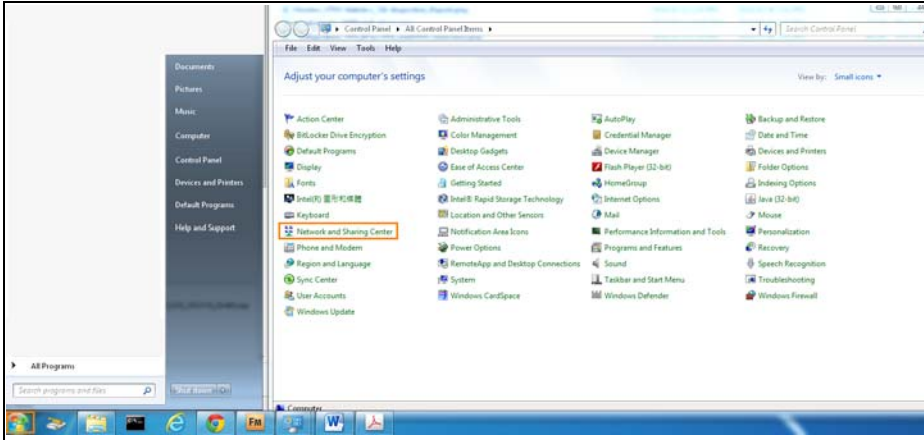 Documents
Pictures
Music
Computer
Control Panel
Devices and Printers
Default Programs
Help and Support
All Programs
Search programs and files
Control Panel ▸ All Control Panel Items ▸
Search Control Panel
File Edit View Tools Help
Adjust your computer's settings
View by: Small icons
Action Center Administrative Tools AutoPlay Backup and Restore
BitLocker Drive Encryption Color Management Credential Manager Date and Time
Default Programs Desktop Gadgets Device Manager Devices and Printers
Display Ease of Access Center Flash Player (32-bit) Folder Options
Fonts Getting Started HomeGroup Indexing Options
Intel(R) 圖形和媒體 Intel® Rapid Storage Technology Internet Options Java (32-bit)
Keyboard Location and Other Sensors Mail Mouse
Network and Sharing Center Notification Area Icons Performance Information and Tools Personalization
Phone and Modem Power Options Programs and Features Recovery
Region and Language RemoteApp and Desktop Connections Sound Speech Recognition
Sync Center System Taskbar and Start Menu Troubleshooting
User Accounts Windows CardSpace Windows Defender Windows Firewall
Windows Update
Computer
FM W